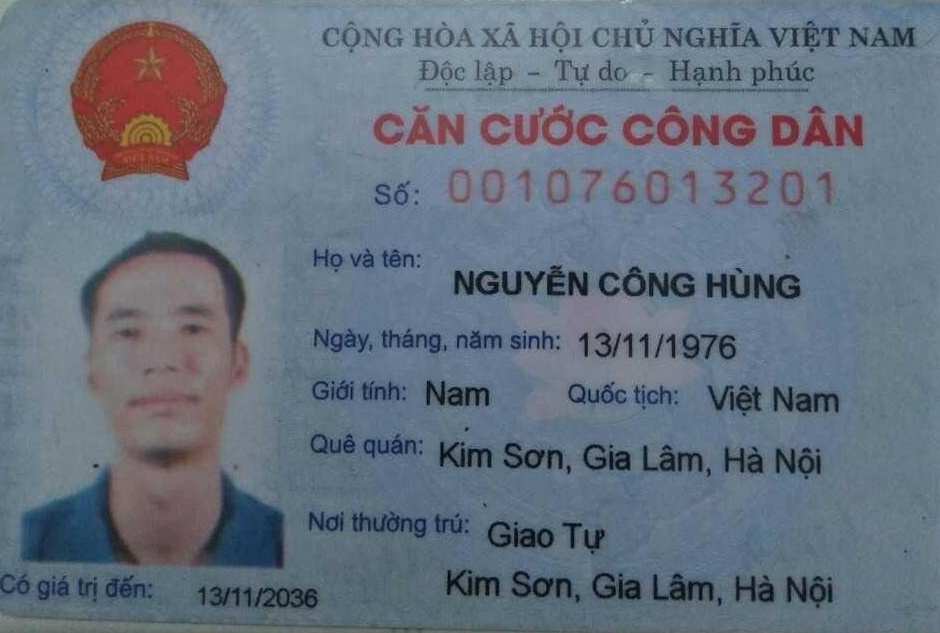 CỘNG HÒA XÃ HỘI CHỦ NGHĨA VIỆT NAM
Độc lập - Tự do - Hạnh phúc
CĂN CƯỚC CÔNG DÂN
Số: 001076013201
Họ và tên: NGUYỄN CÔNG HÙNG
Ngày, tháng, năm sinh: 13/11/1976
Giới tính: Nam Quốc tịch: Việt Nam
Quê quán: Kim Sơn, Gia Lâm, Hà Nội
Nơi thường trú: Giao Tự
Kim Sơn, Gia Lâm, Hà Nội
Có giá trị đến: 13/11/2036